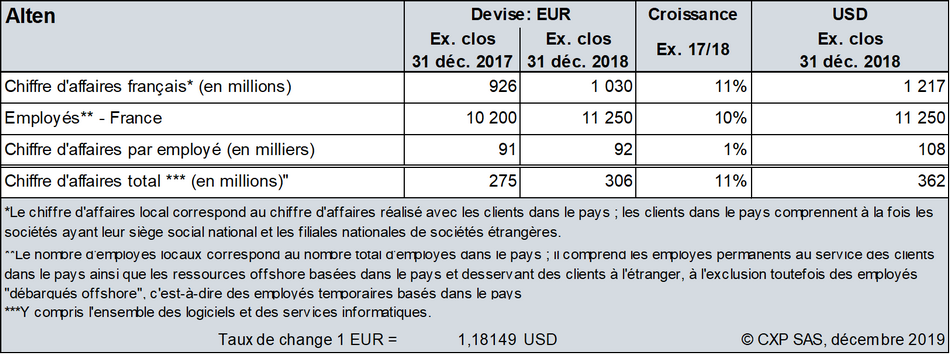 Alten Devise: EUR Croissance USD
Ex. clos Ex. clos Ex. 17/18 Ex. clos
31 déc. 2017 31 déc. 2018 31 déc. 2018
Chiffre d'affaires français* (en millions) 926 1 030 11% 1 217
Employés** - France 10 200 11 250 10% 11 250
Chiffre d'affaires par employé (en milliers) 91 92 1% 108
Chiffre d'affaires total *** (en millions)" 275 306 11% 362
*Le chiffre d'affaires local correspond au chiffre d'affaires réalisé avec les clients dans le pays ; les clients dans le pays comprennent à la fois les
sociétés ayant leur siège social national et les filiales nationales de sociétés étrangères.
**Le nombre d'employés locaux correspond au nombre total d'employés dans le pays ; il comprend les employés permanents au service des clients
dans le pays ainsi que les ressources offshore basées dans le pays et desservant des clients à l'étranger, à l'exclusion toutefois des employés
"débarqués offshore", c'est-à-dire des employés temporaires basés dans le pays
***Y compris l'ensemble des logiciels et des services informatiques.
Taux de change 1 EUR = 1,18149 USD © CXP SAS, décembre 2019